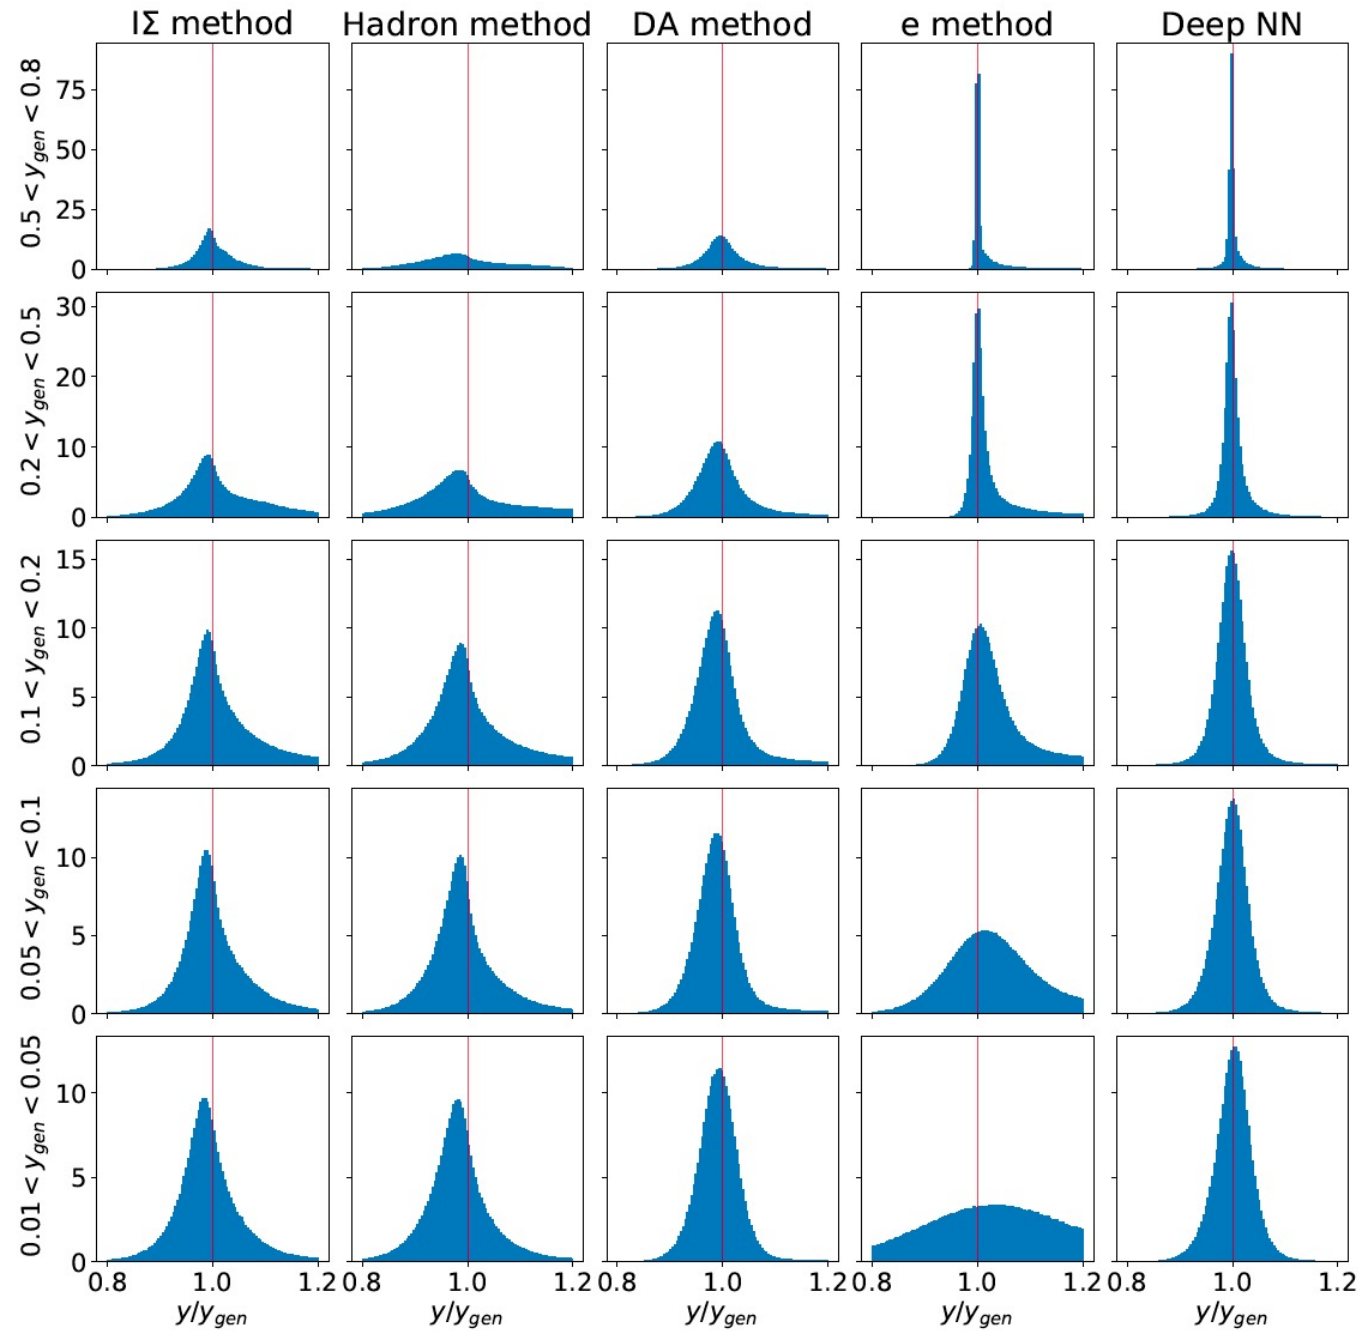 IΣ method Hadron method DA method e method Deep NN
0.5 < y_gen < 0.8
75
50
25
0
0.2 < y_gen < 0.5
30
20
10
0
0.1 < y_gen < 0.2
15
10
5
0
0.05 < y_gen < 0.1
10
5
0
0.01 < y_gen < 0.05
10
5
0
0.8 1.0 1.2 0.8 1.0 1.2 0.8 1.0 1.2 0.8 1.0 1.2 0.8 1.0 1.2
y/y_gen y/y_gen y/y_gen y/y_gen y/y_gen